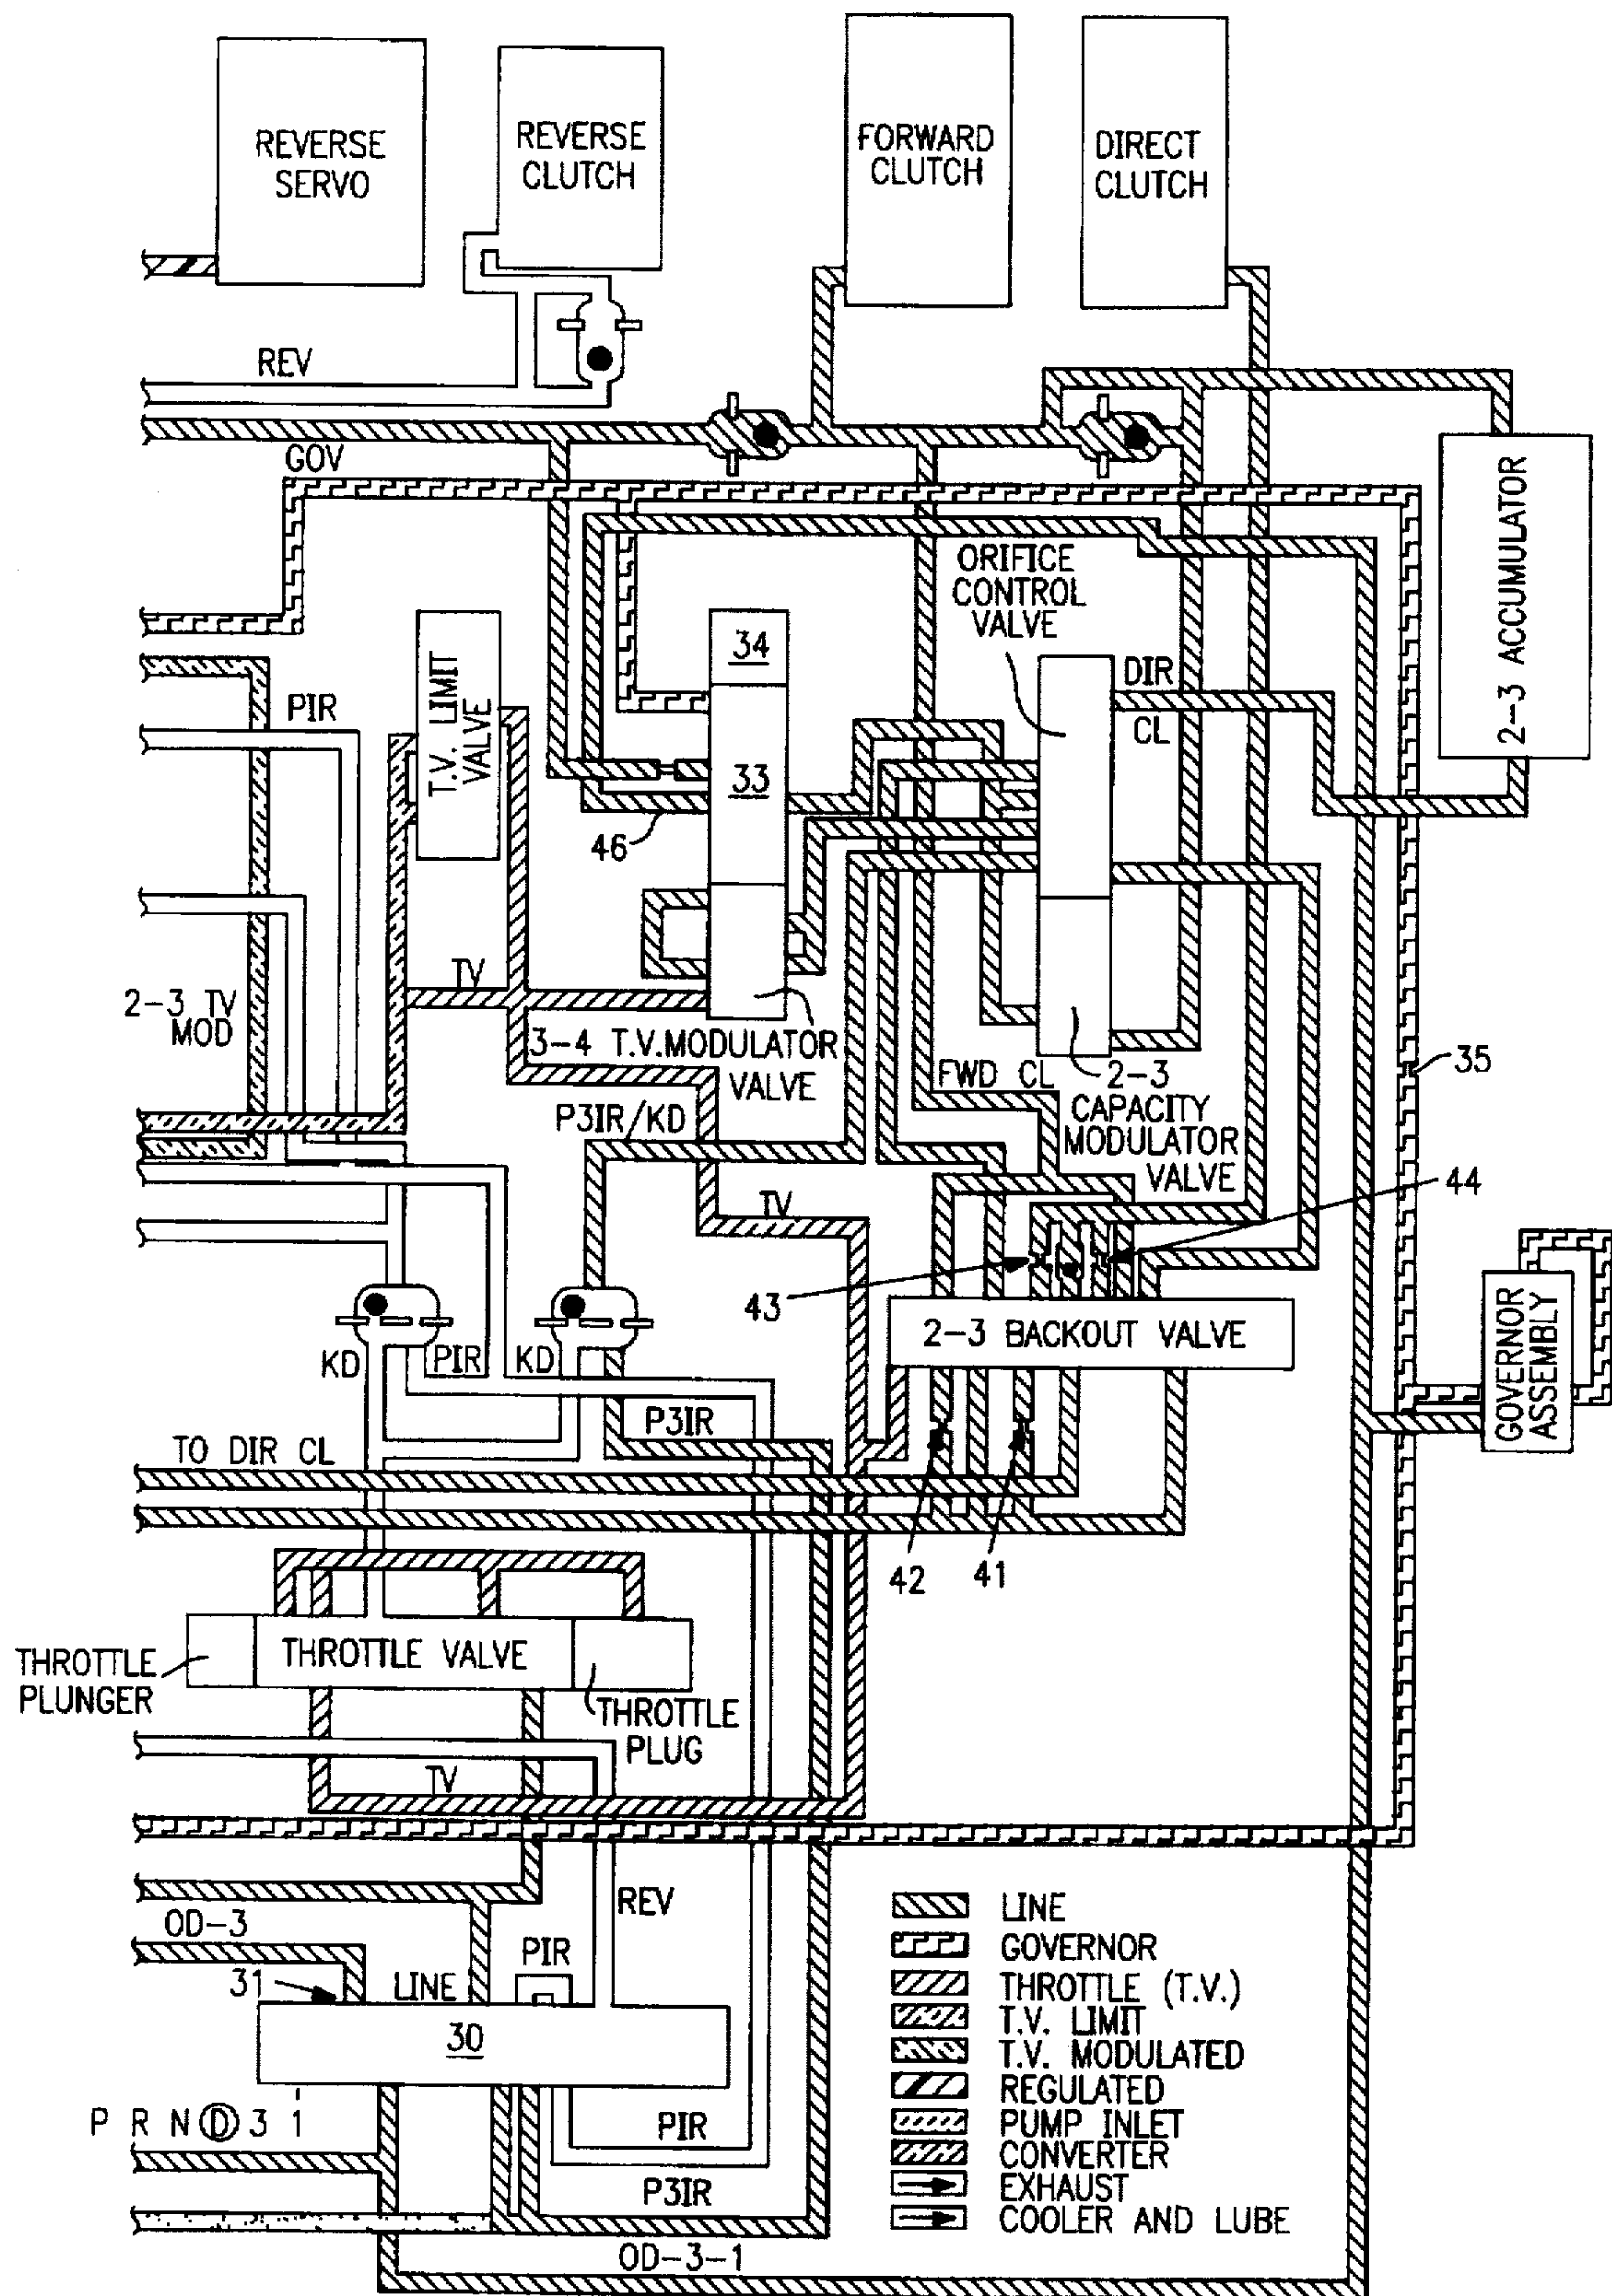 REVERSE
SERVO
REVERSE
CLUTCH
FORWARD
CLUTCH
DIRECT
CLUTCH
REV
GOV
2-3 ACCUMULATOR
ORIFICE
CONTROL
VALVE
34
T.V. LIMIT
VALVE
PIR
DIR
CL
33
46
TV
2-3 TV
MOD
3-4 T.V.MODULATOR
VALVE
FWD CL
2-3
CAPACITY
MODULATOR
VALVE
35
P3IR/KD
TV
44
43
2-3 BACKOUT VALVE
GOVERNOR
ASSEMBLY
KD
PIR
KD
P3IR
TO DIR CL
42
41
THROTTLE VALVE
THROTTLE
PLUNGER
THROTTLE
PLUG
TV
REV
OD-3
PIR
31
LINE
30
P R N D 3 1
PIR
P3IR
OD-3-1
LINE
GOVERNOR
THROTTLE (T.V.)
T.V. LIMIT
T.V. MODULATED
REGULATED
PUMP INLET
CONVERTER
EXHAUST
COOLER AND LUBE